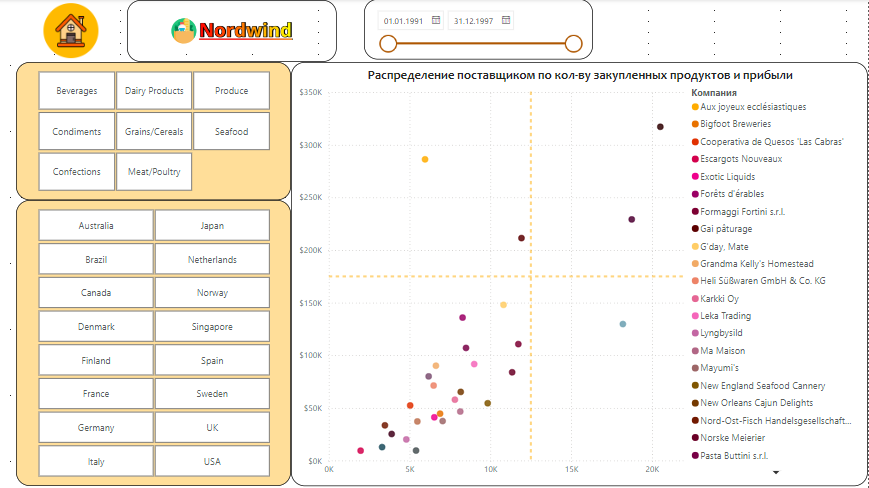 Nordwind
01.01.1991
31.12.1997
Beverages
Dairy Products
Produce
Condiments
Grains/Cereals
Seafood
Confections
Meat/Poultry
Australia
Japan
Brazil
Netherlands
Canada
Norway
Denmark
Singapore
Finland
Spain
France
Sweden
Germany
UK
Italy
USA
Распределение поставщиком по кол-ву закупленных продуктов и прибыли
$350K
$300K
$250K
$200K
$150K
$100K
$50K
$0K
0K
5K
10K
15K
20K
Компания
Aux joyeux ecclésiastiques
Bigfoot Breweries
Cooperativa de Quesos 'Las Cabras'
Escargots Nouveaux
Exotic Liquids
Forêts d'érables
Formaggi Fortini s.r.l.
Gai pâturage
G'day, Mate
Grandma Kelly's Homestead
Heli Süßwaren GmbH & Co. KG
Karkki Oy
Leka Trading
Lyngbysild
Ma Maison
Mayumi's
New England Seafood Cannery
New Orleans Cajun Delights
Nord-Ost-Fisch Handelsgesellschaft...
Norske Meierier
Pasta Buttini s.r.l.